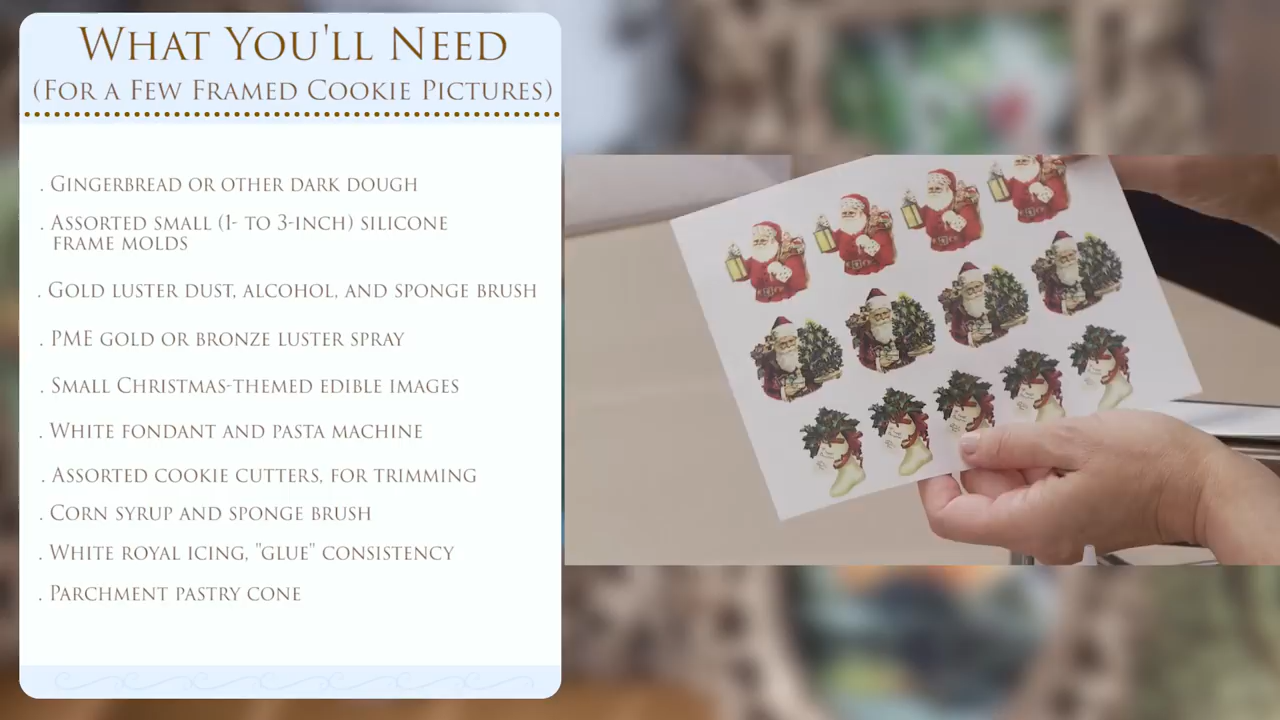 What You'll Need
(For a Few Framed Cookie Pictures)
. Gingerbread or other dark dough
. Assorted small (1- to 3-inch) silicone
frame molds
. Gold luster dust, alcohol, and sponge brush
. PME gold or bronze luster spray
. Small Christmas-themed edible images
. White fondant and pasta machine
. Assorted cookie cutters, for trimming
. Corn syrup and sponge brush
. White royal icing, "glue" consistency
. Parchment pastry cone